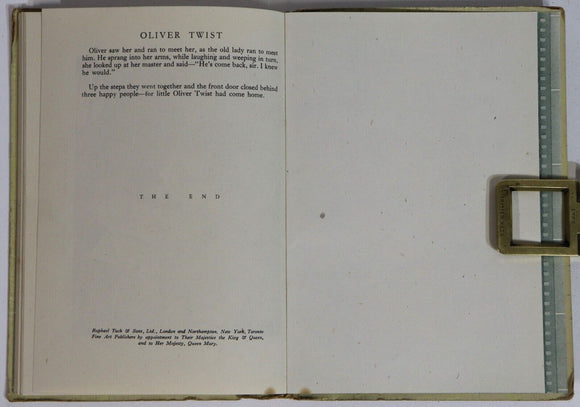 OLIVER TWIST
Oliver saw her and ran to meet her, as the old lady ran to meet
him. He sprang into her arms, while laughing and weeping in turn,
she looked up at her master and said—"He's come back, sir. I knew
he would."
Up the steps they went together and the front door closed behind
three happy people—for little Oliver Twist had come home.
THE END
Raphael Tuck & Sons, Ltd., London and Northampton. New York, Toronto
Fine Art Publishers by appointment to Their Majesties the King & Queen,
and to Her Majesty, Queen Mary.